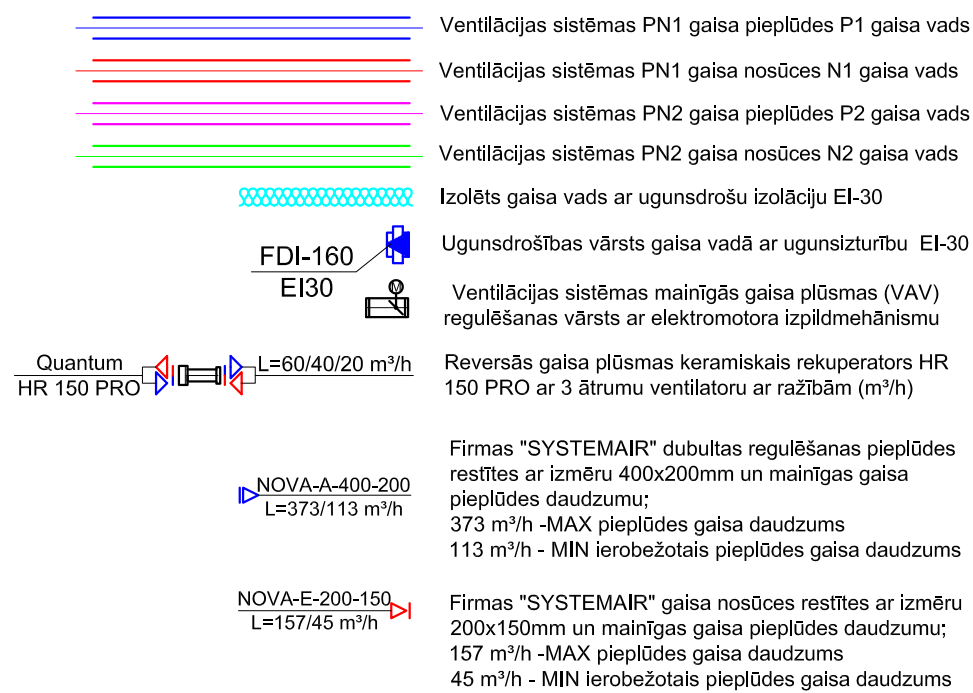 Ventilācijas sistēmas PN1 gaisa pieplūdes P1 gaisa vads
Ventilācijas sistēmas PN1 gaisa nosūces N1 gaisa vads
Ventilācijas sistēmas PN2 gaisa pieplūdes P2 gaisa vads
Ventilācijas sistēmas PN2 gaisa nosūces N2 gaisa vads
Izolēts gaisa vads ar ugunsdrošu izolāciju EI-30
FDI-160
EI30
Ugunsdrošības vārsts gaisa vadā ar ugunsizturību EI-30
M
Ventilācijas sistēmas mainīgās gaisa plūsmas (VAV)
regulēšanas vārsts ar elektromotora izpildmehānismu
Quantum
HR 150 PRO
L=60/40/20 m³/h
Reversās gaisa plūsmas keramiskais rekuperators HR
150 PRO ar 3 ātrumu ventilatoru ar ražībām (m³/h)
NOVA-A-400-200
L=373/113 m³/h
Firmas "SYSTEMAIR" dubultas regulēšanas pieplūdes
restītes ar izmēru 400x200mm un mainīgas gaisa
pieplūdes daudzumu;
373 m³/h -MAX pieplūdes gaisa daudzums
113 m³/h - MIN ierobežotais pieplūdes gaisa daudzums
NOVA-E-200-150
L=157/45 m³/h
Firmas "SYSTEMAIR" gaisa nosūces restītes ar izmēru
200x150mm un mainīgas gaisa pieplūdes daudzumu;
157 m³/h -MAX pieplūdes gaisa daudzums
45 m³/h - MIN ierobežotais pieplūdes gaisa daudzums